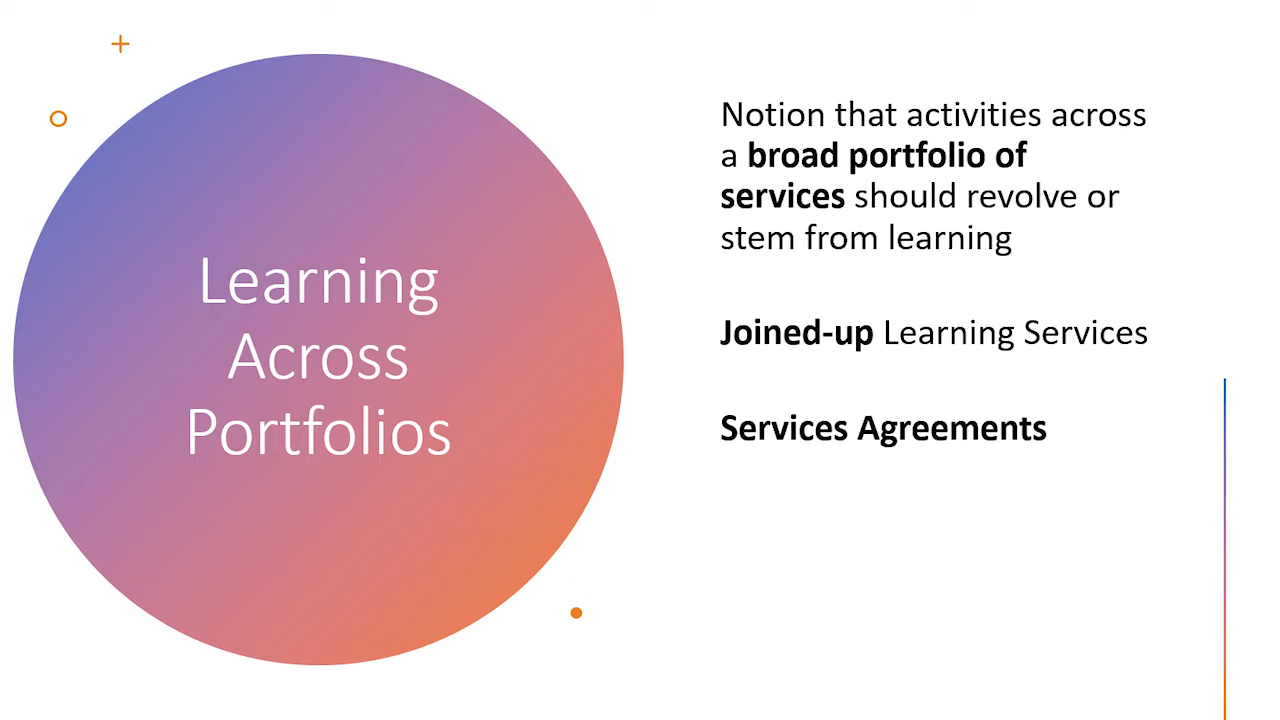 Learning
Across
Portfolios
Notion that activities across
a broad portfolio of
services should revolve or
stem from learning
Joined-up Learning Services
Services Agreements